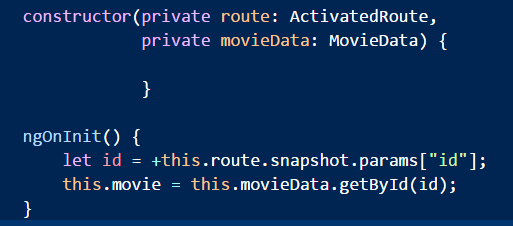 constructor(private route: ActivatedRoute,
            private movieData: MovieData) {
            }
ngOnInit() {
    let id = +this.route.snapshot.params["id"];
    this.movie = this.movieData.getById(id);
}